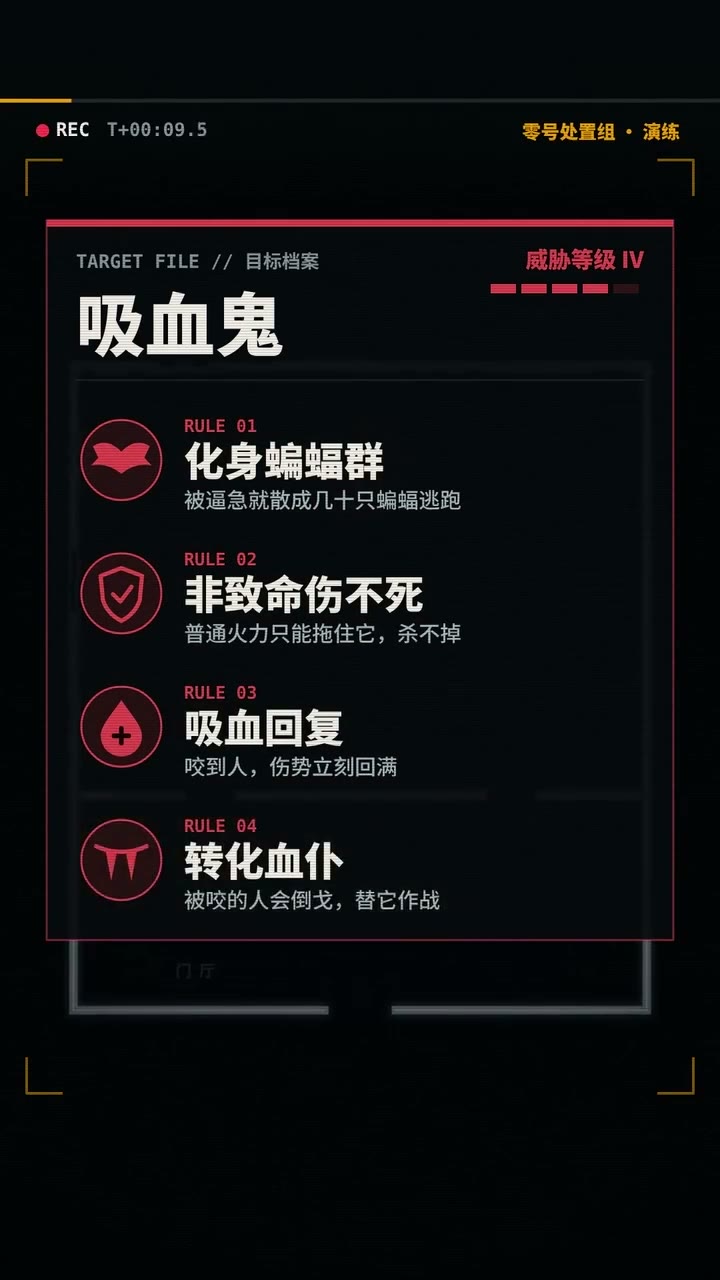 REC T+00:09.5
零号处置组 · 演练
TARGET FILE // 目标档案
威胁等级 IV
吸血鬼
RULE 01
化身蝙蝠群
被逼急就散成几十只蝙蝠逃跑
RULE 02
非致命伤不死
普通火力只能拖住它，杀不掉
RULE 03
吸血回复
咬到人，伤势立刻回满
RULE 04
转化血仆
被咬的人会倒戈，替它作战
门厅